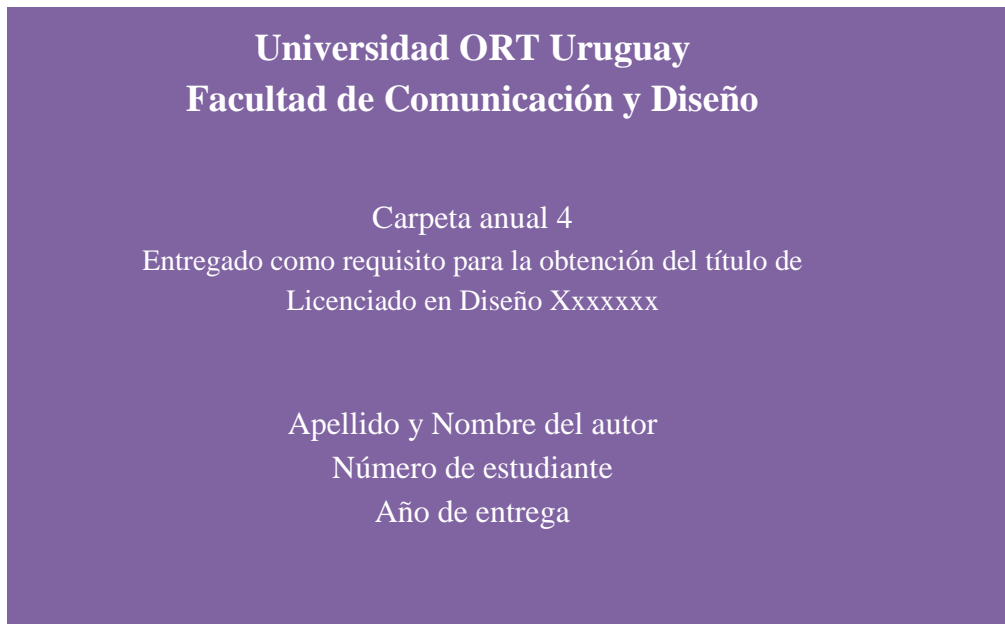 Universidad ORT Uruguay
Facultad de Comunicación y Diseño
Carpeta anual 4
Entregado como requisito para la obtención del título de
Licenciado en Diseño Xxxxxxx
Apellido y Nombre del autor
Número de estudiante
Año de entrega